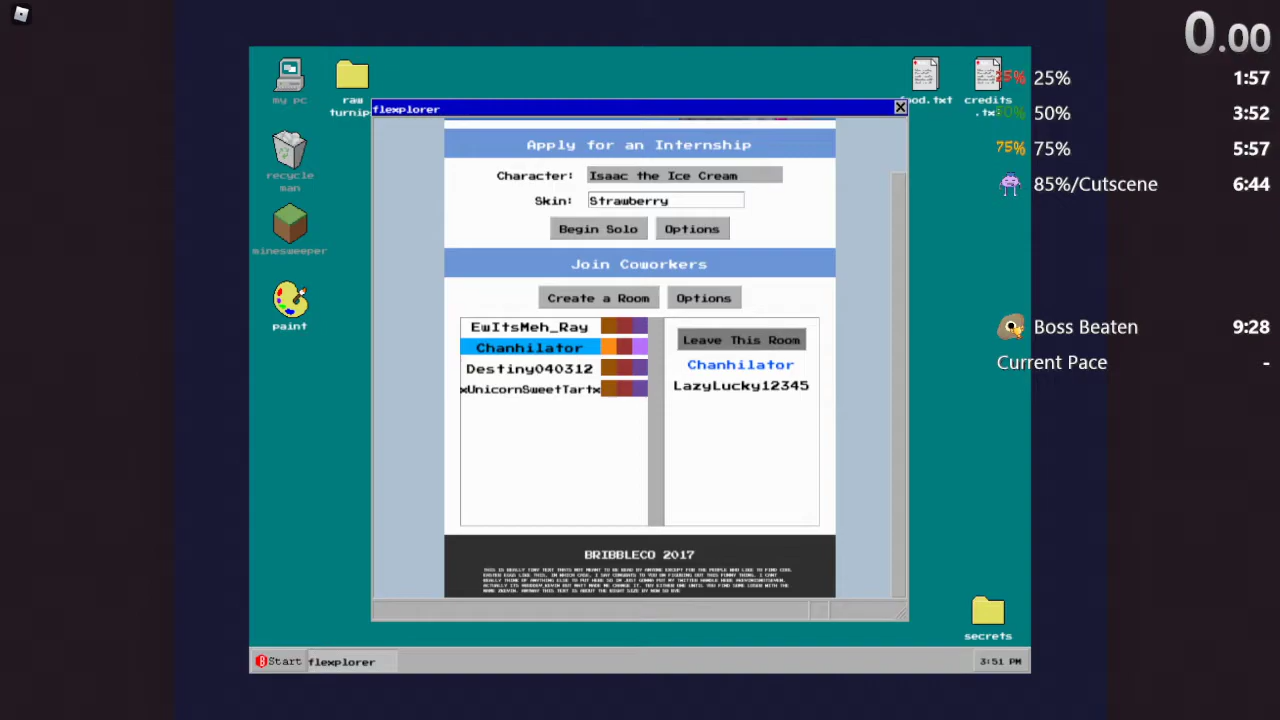 0.00
my pc
raw
turnip
food.txt
credits
.txt
flexplorer
25% 25% 1:57
50% 3:52
75% 75% 5:57
85%/Cutscene 6:44
Apply for an Internship
Character: Isaac the Ice Cream
Skin: Strawberry
Begin Solo Options
recycle
man
minesweeper
paint
Join Coworkers
Create a Room Options
EwItsMeh_Ray
Chanhilator
Destiny040312
xUnicornSweetTartx
Leave This Room
Chanhilator
LazyLucky12345
Boss Beaten 9:28
Current Pace -
BRIBBLECO 2017
secrets
Start flexplorer 3:51 PM